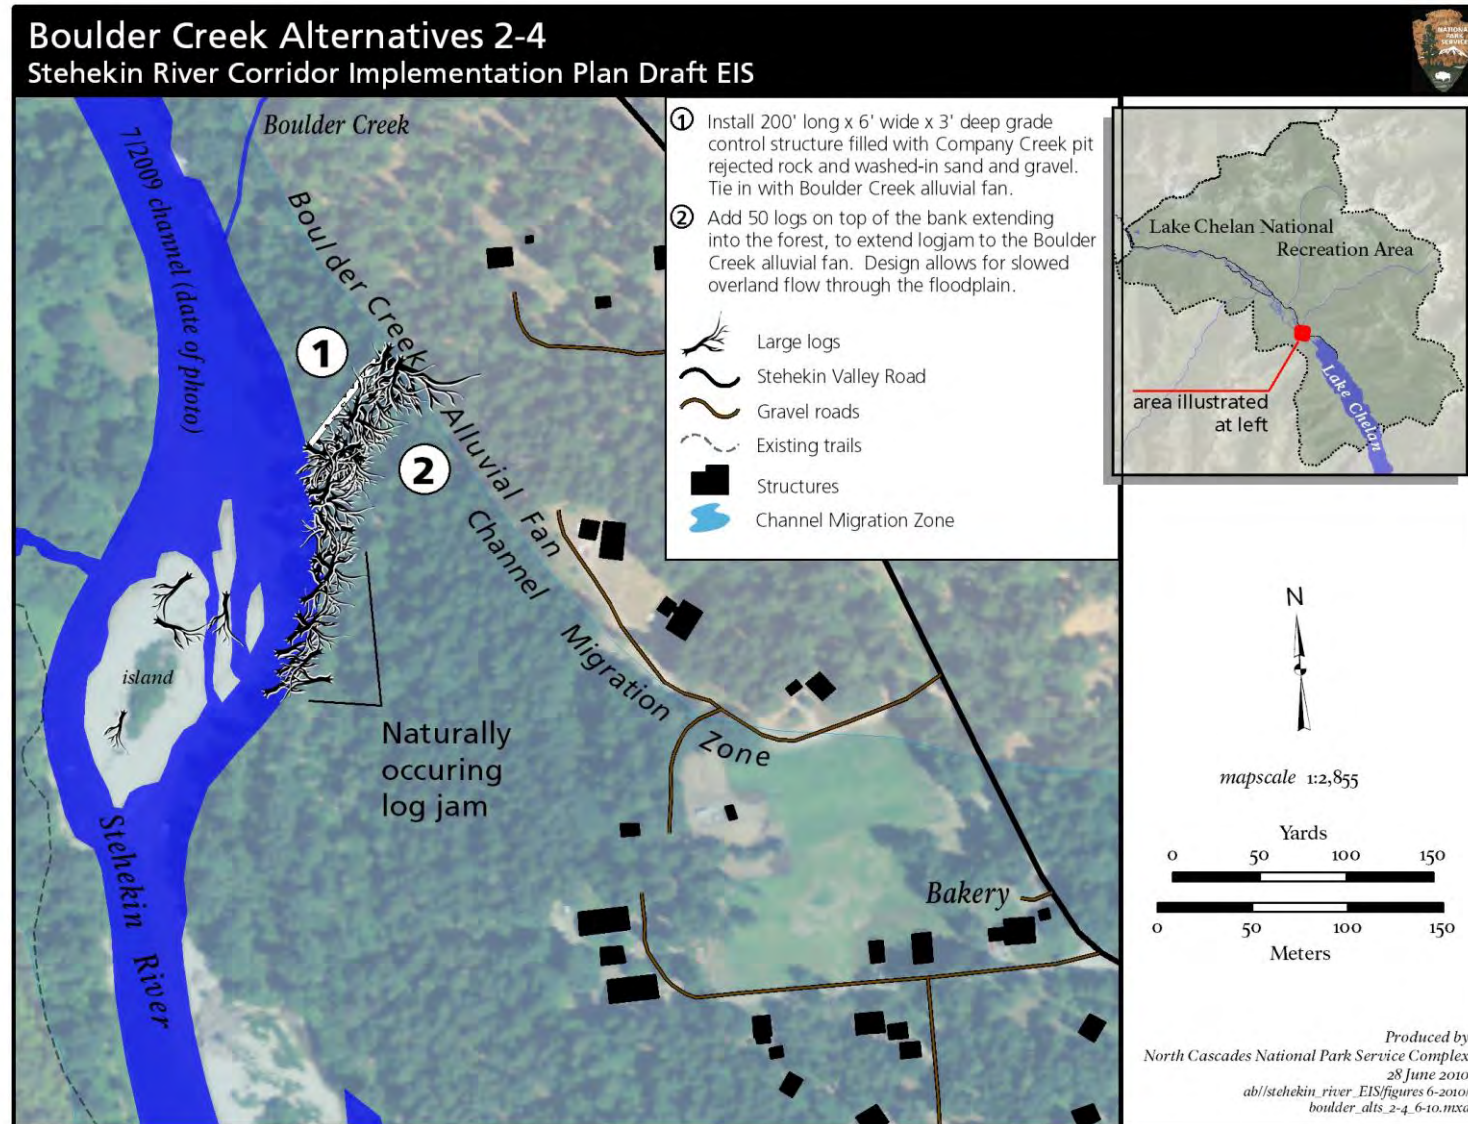 Boulder Creek Alternatives 2-4
Stehekin River Corridor Implementation Plan Draft EIS
NATIONAL
PARK
SERVICE
Boulder Creek
7/2009 channel (date of photo)
Boulder Creek Alluvial Fan
Channel Migration Zone
1
2
island
Naturally
occuring
log jam
Stehekin River
Bakery
1 Install 200' long x 6' wide x 3' deep grade
control structure filled with Company Creek pit
rejected rock and washed-in sand and gravel.
Tie in with Boulder Creek alluvial fan.
2 Add 50 logs on top of the bank extending
into the forest, to extend logjam to the Boulder
Creek alluvial fan. Design allows for slowed
overland flow through the floodplain.
Large logs
Stehekin Valley Road
Gravel roads
Existing trails
Structures
Channel Migration Zone
Lake Chelan National
Recreation Area
Lake Chelan
area illustrated
at left
N
mapscale 1:2,855
Yards
0 50 100 150
0 50 100 150
Meters
Produced by
North Cascades National Park Service Complex
28 June 2010
ab//stehekin_river_EIS/figures 6-2010/
boulder_alts_2-4_6-10.mxd